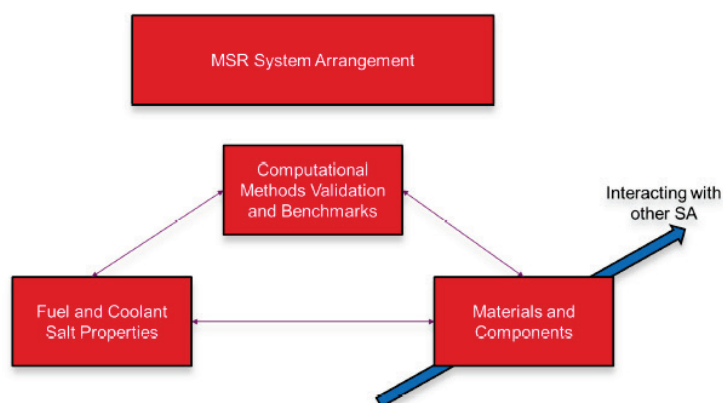 MSR System Arrangement
Computational
Methods Validation
and Benchmarks
Interacting with
other SA
Fuel and Coolant
Salt Properties
Materials and
Components